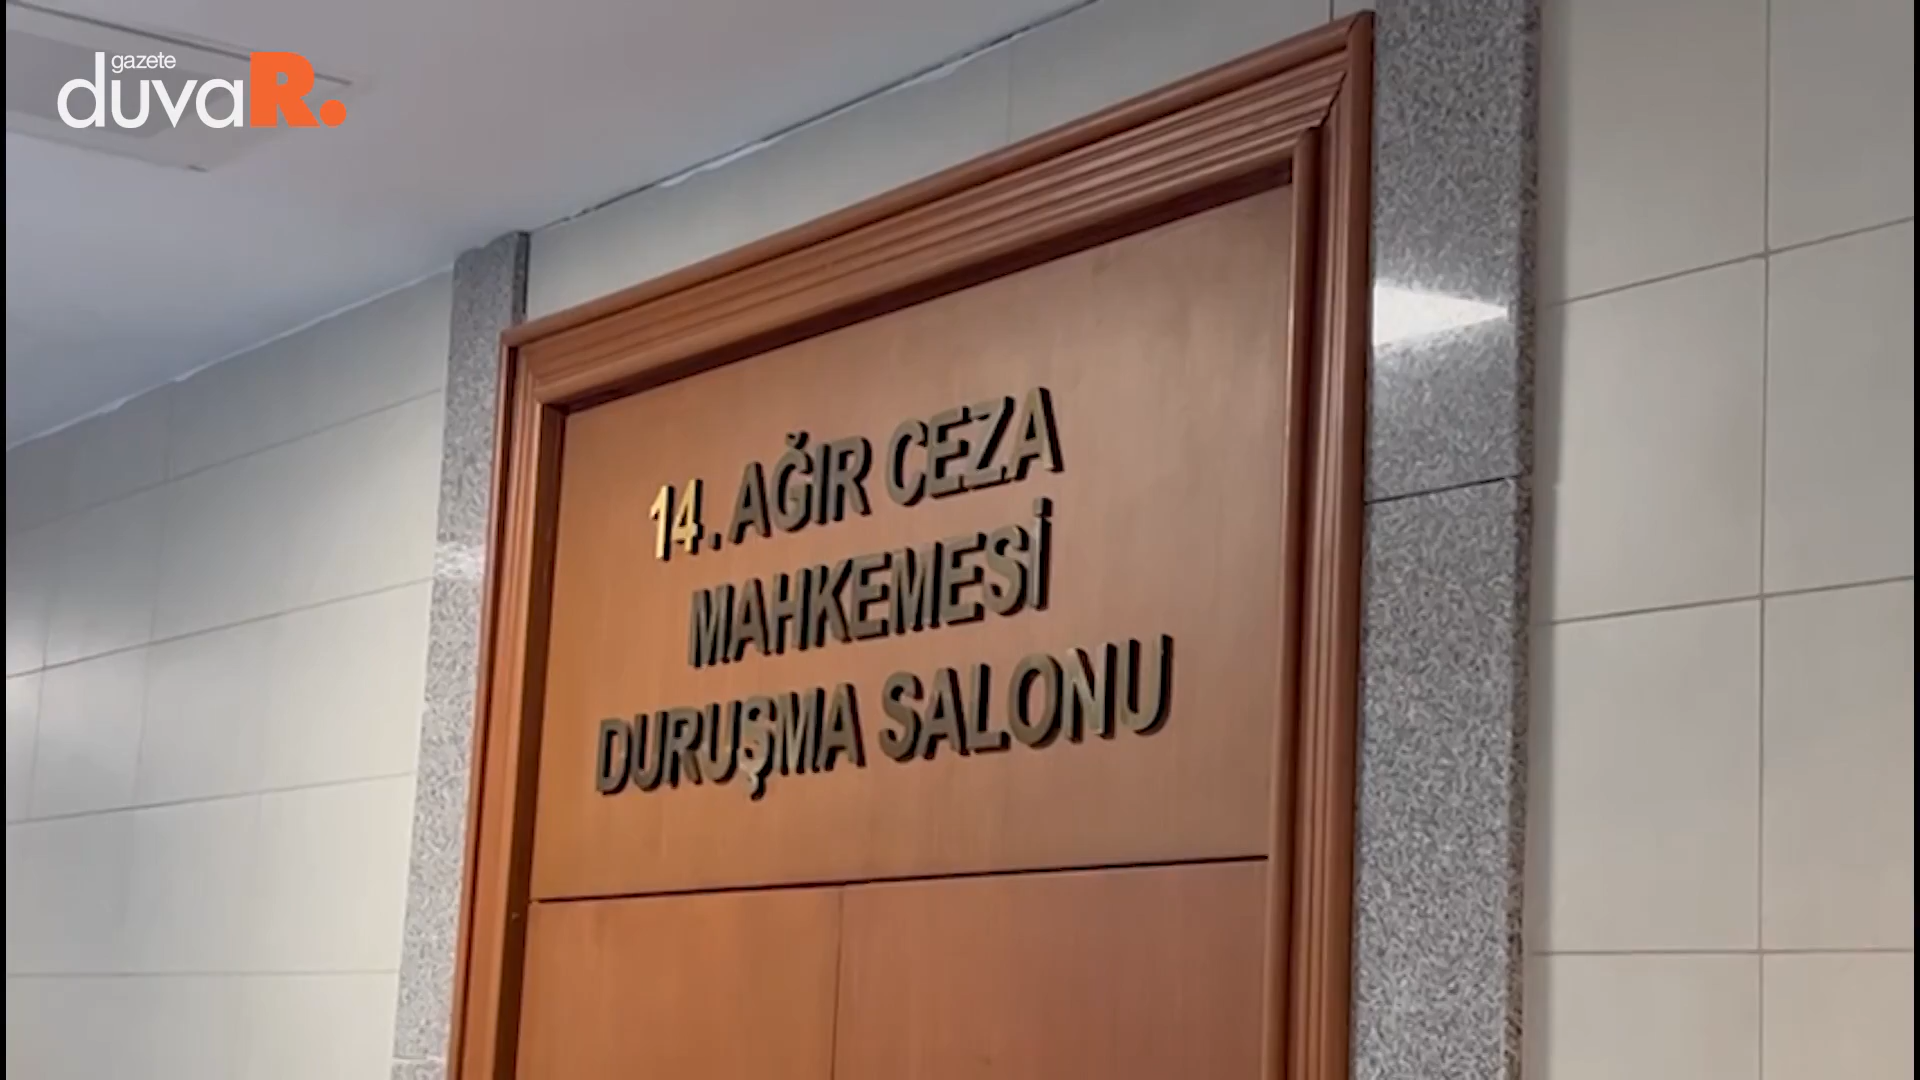 gazete
duvaR.
14. AĞIR CEZA
MAHKEMESİ
DURUŞMA SALONU